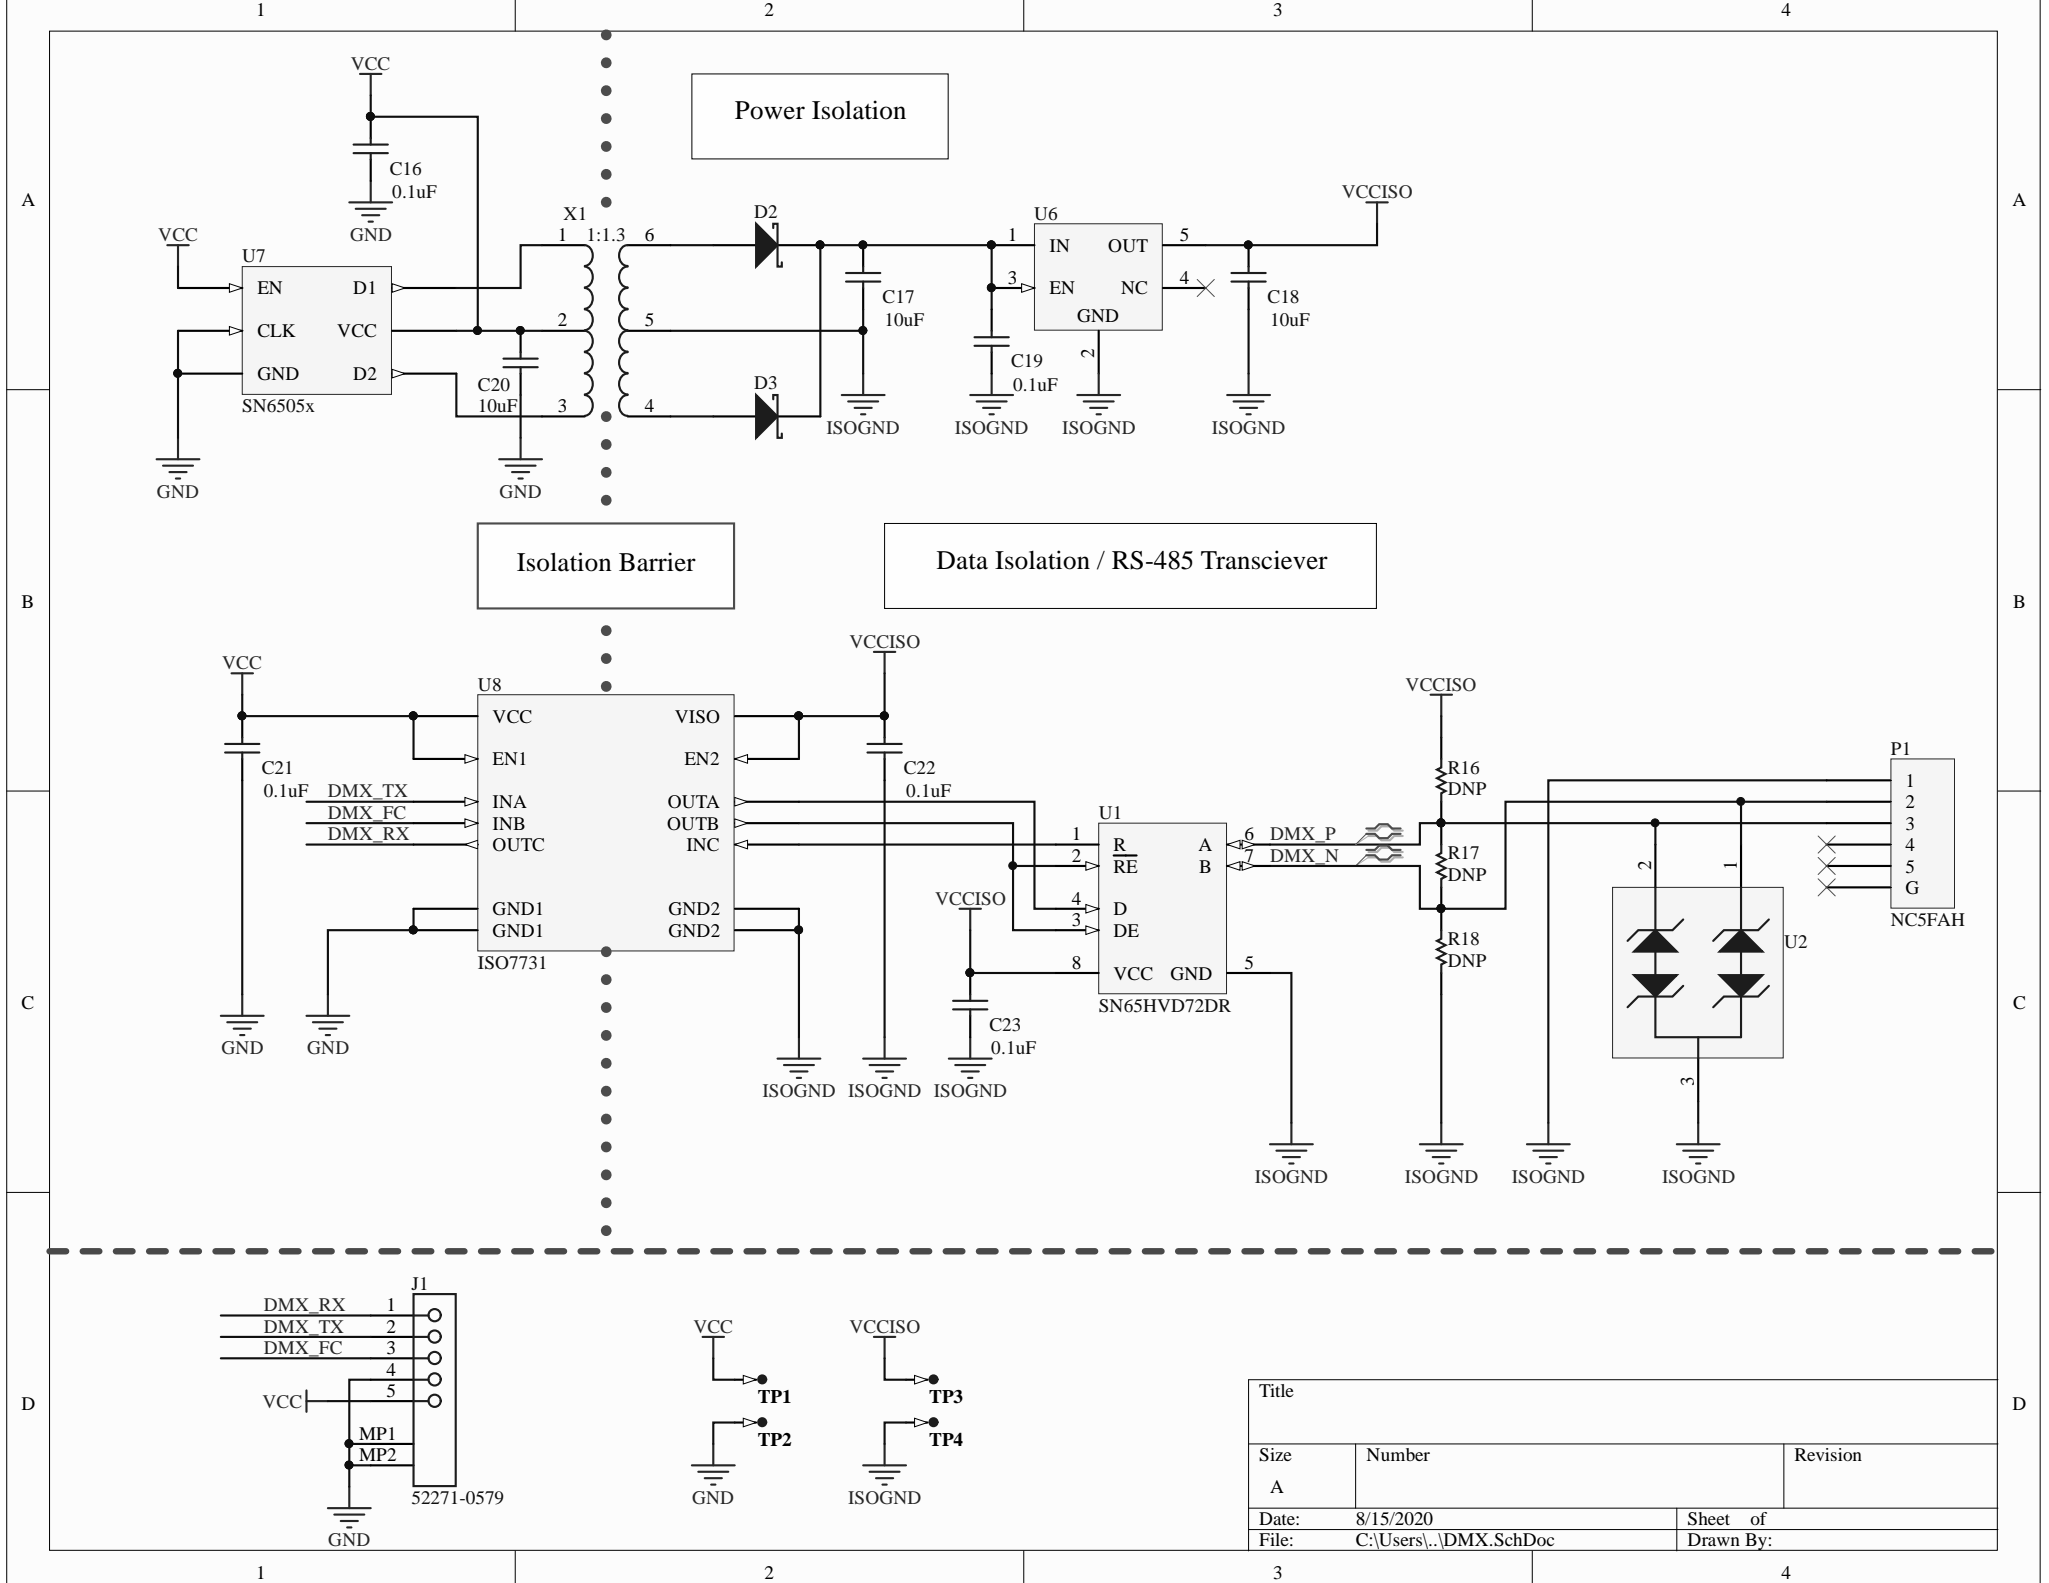 1 2 3 4
A A
B B
C C
D D
1 2 3 4
Power Isolation
VCC
C16
0.1uF
GND
VCC
U7
EN D1
CLK VCC
GND D2
SN6505x
GND
C20
10uF
GND
X1
1:1.3
1 6
2 5
3 4
D2
D3
C17
10uF
ISOGND
C19
0.1uF
ISOGND
U6
1 IN OUT 5
3 EN NC 4
GND
2
ISOGND
VCCISO
C18
10uF
ISOGND
Isolation Barrier
Data Isolation / RS-485 Transciever
VCC
C21
0.1uF
GND
DMX_TX
DMX_FC
DMX_RX
GND
U8
VCC VISO
EN1 EN2
INA OUTA
INB OUTB
OUTC INC
GND1 GND2
GND1 GND2
ISO7731
ISOGND
VCCISO
C22
0.1uF
ISOGND
VCCISO
C23
0.1uF
ISOGND
U1
1 R A 6 DMX_P
2 RE B 7 DMX_N
4 D
3 DE
8 VCC GND 5
SN65HVD72DR
ISOGND
VCCISO
R16
DNP
R17
DNP
R18
DNP
ISOGND
ISOGND
2 1
U2
3
ISOGND
P1
1
2
3
4
5
G
NC5FAH
J1
DMX_RX 1
DMX_TX 2
DMX_FC 3
4
VCC 5
MP1
MP2
52271-0579
GND
VCC
TP1
TP2
GND
VCCISO
TP3
TP4
ISOGND
Title
Size Number Revision
A
Date: 8/15/2020 Sheet of
File: C:\Users\..\DMX.SchDoc Drawn By: